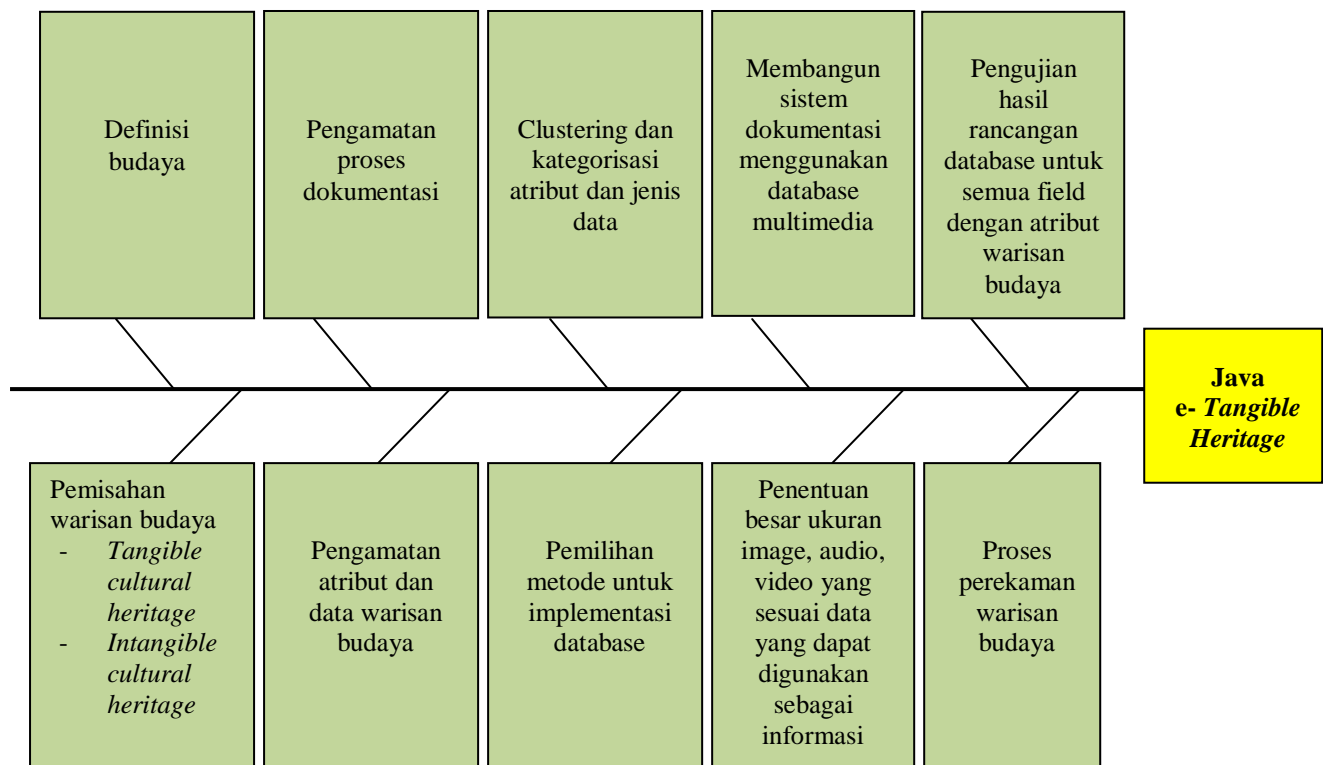 Definisi
budaya
Pengamatan
proses
dokumentasi
Clustering dan
kategorisasi
atribut dan jenis
data
Membangun
sistem
dokumentasi
menggunakan
database
multimedia
Pengujian
hasil
rancangan
database untuk
semua field
dengan atribut
warisan
budaya
Java
e- Tangible
Heritage
Pemisahan
warisan budaya
- Tangible
cultural
heritage
- Intangible
cultural
heritage
Pengamatan
atribut dan
data warisan
budaya
Pemilihan
metode untuk
implementasi
database
Penentuan
besar ukuran
image, audio,
video yang
sesuai data
yang dapat
digunakan
sebagai
informasi
Proses
perekaman
warisan
budaya